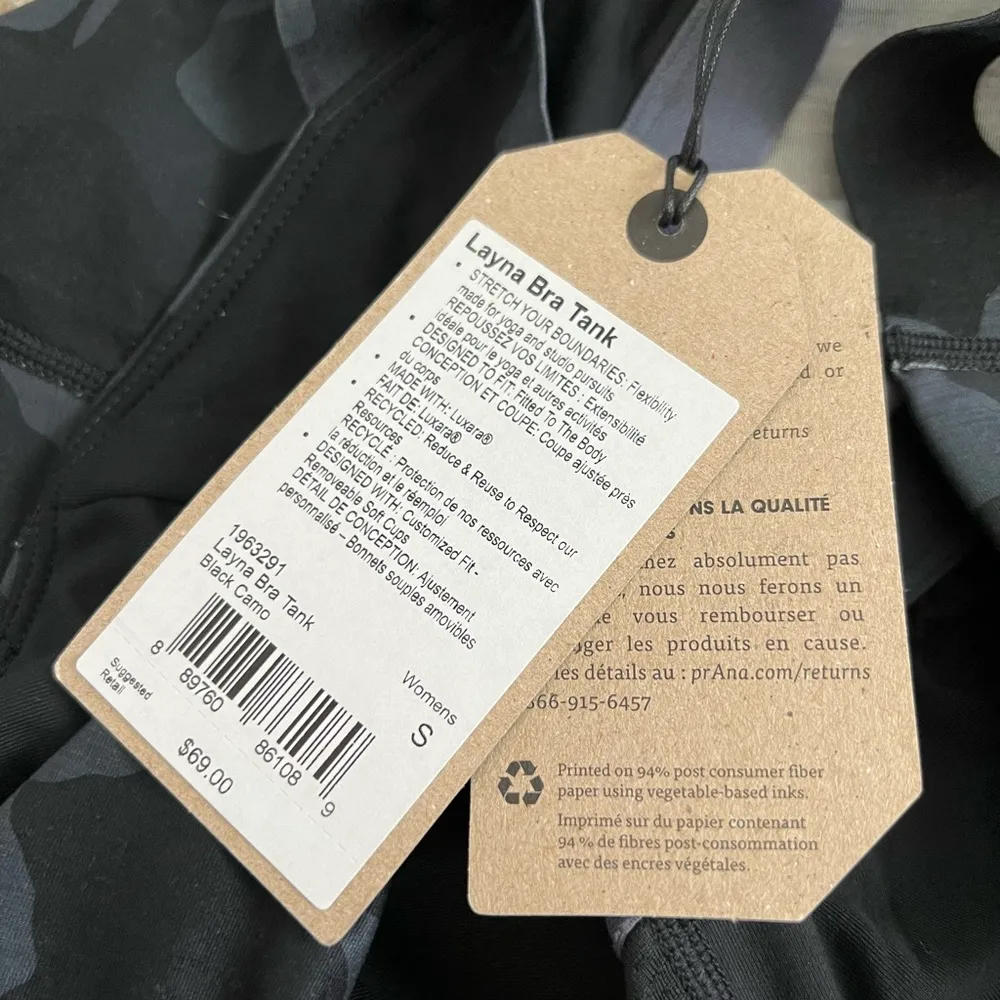 Layna Bra Tank
• STRETCH YOUR BOUNDARIES: Flexibility
made for yoga and studio pursuits
REPOUSSEZ VOS LIMITES : Extensibilité
idéale pour le yoga et autres activités
• DESIGNED TO FIT: Fitted To The Body
CONCEPTION ET COUPE: Coupe ajustée près
du corps
• MADE WITH: Luxara®
FAIT DE: Luxara®
• RECYCLED: Reduce & Reuse to Respect our
Resources
RECYCLÉ : Protection de nos ressources avec
la réduction et le réemploi
• DESIGNED WITH: Customized Fit -
Removeable Soft Cups
DÉTAIL DE CONCEPTION: Ajustement
personnalisé – Bonnets souples amovibles
1963291
Layna Bra Tank
Black Camo
Womens
S
8 89760 86108 9
Suggested
Retail
$69.00
we
d or
eturns
NS LA QUALITÉ
S
nez absolument pas
, nous nous ferons un
e vous rembourser ou
ger les produits en cause.
les détails au : prAna.com/returns
66-915-6457
Printed on 94% post consumer fiber
paper using vegetable-based inks.
Imprimé sur du papier contenant
94 % de fibres post-consommation
avec des encres végétales.